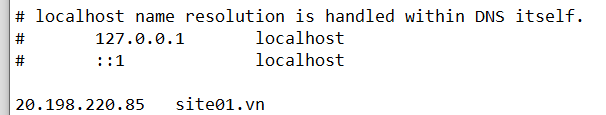 # localhost name resolution is handled within DNS itself.
#	127.0.0.1	localhost
#	::1	localhost
20.198.220.85	site01.vn